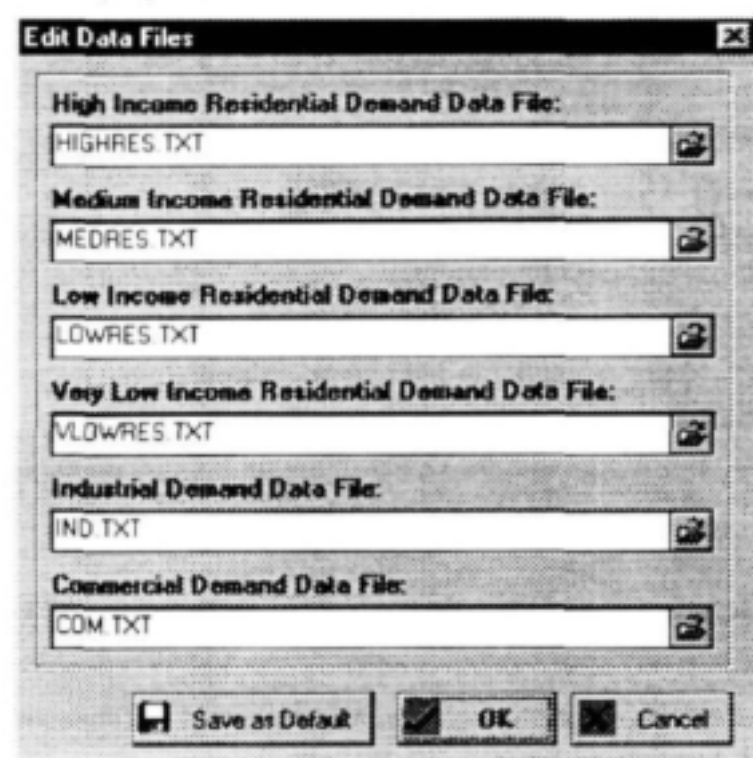 Edit Data Files
High Income Residential Demand Data File:
HIGHRES.TXT
Medium Income Residential Demand Data File:
MEDRES.TXT
Low Income Residential Demand Data File:
LOWRES.TXT
Very Low Income Residential Demand Data File:
VLOWRES.TXT
Industrial Demand Data File:
IND.TXT
Commercial Demand Data File:
COM.TXT
Save as Default OK Cancel